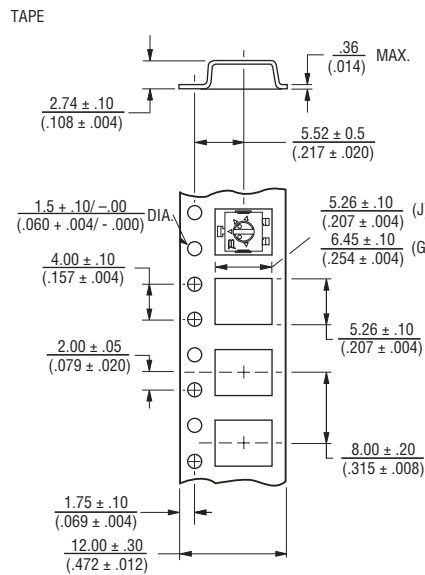 TAPE
.36
(.014)
MAX.
2.74 ± .10
(.108 ± .004)
5.52 ± 0.5
(.217 ± .020)
1.5 + .10/ –.00
(.060 + .004/ - .000)
DIA.
5.26 ± .10
(.207 ± .004)
(J
6.45 ± .10
(.254 ± .004)
(G
4.00 ± .10
(.157 ± .004)
5.26 ± .10
(.207 ± .004)
2.00 ± .05
(.079 ± .020)
8.00 ± .20
(.315 ± .008)
1.75 ± .10
(.069 ± .004)
12.00 ± .30
(.472 ± .012)